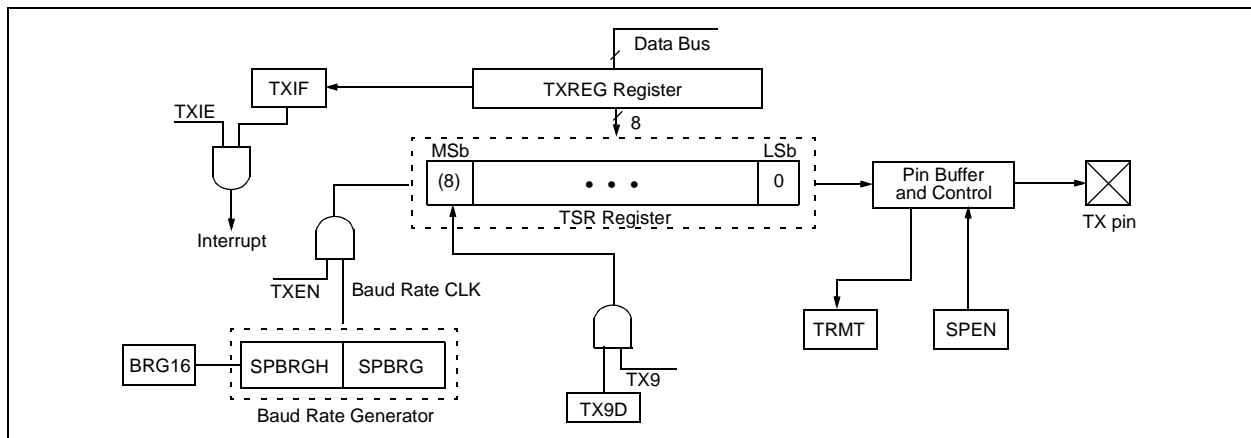 Data Bus
TXIF
TXREG Register
TXIE
8
MSb
LSb
(8)
• • •
0
Pin Buffer
and Control
TSR Register
TX pin
Interrupt
TXEN
Baud Rate CLK
TRMT
SPEN
BRG16
SPBRGH
SPBRG
TX9
TX9D
Baud Rate Generator